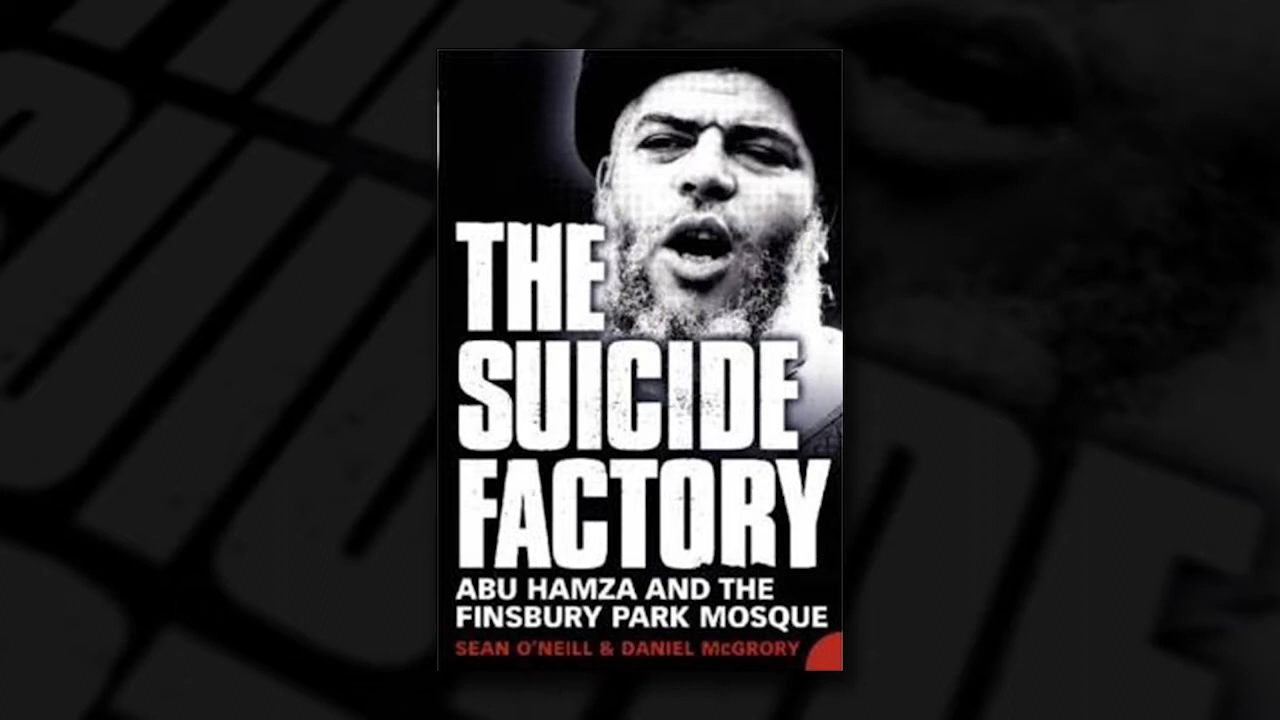 THE
SUICIDE
FACTORY
ABU HAMZA AND THE
FINSBURY PARK MOSQUE
SEAN O'NEILL & DANIEL McGRORY